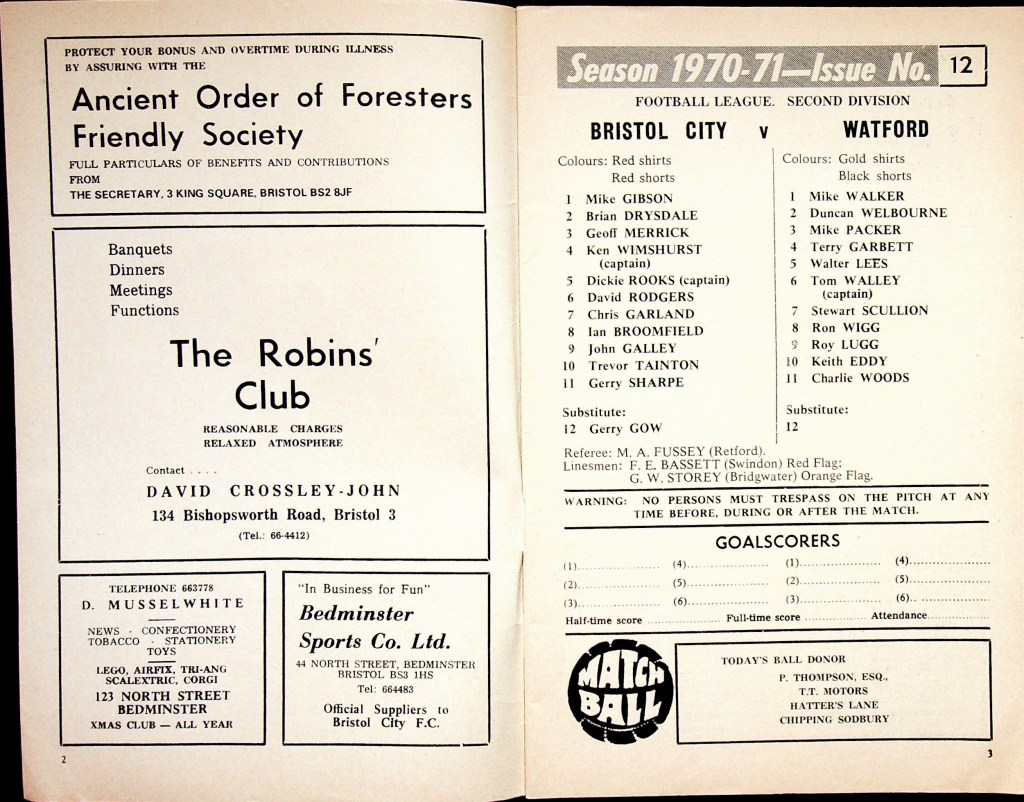 PROTECT YOUR BONUS AND OVERTIME DURING ILLNESS
BY ASSURING WITH THE
Ancient Order of Foresters
Friendly Society
FULL PARTICULARS OF BENEFITS AND CONTRIBUTIONS
FROM
THE SECRETARY, 3 KING SQUARE, BRISTOL BS2 8JF
Banquets
Dinners
Meetings
Functions
The Robins'
Club
REASONABLE CHARGES
RELAXED ATMOSPHERE
Contact . . . .
DAVID CROSSLEY-JOHN
134 Bishopsworth Road, Bristol 3
(Tel.: 66-4412)
TELEPHONE 663778
D. MUSSELWHITE
NEWS · CONFECTIONERY
TOBACCO · STATIONERY
TOYS
LEGO, AIRFIX, TRI-ANG
SCALEXTRIC, CORGI
123 NORTH STREET
BEDMINSTER
XMAS CLUB — ALL YEAR
"In Business for Fun"
Bedminster
Sports Co. Ltd.
44 NORTH STREET, BEDMINSTER
BRISTOL BS3 1HS
Tel: 664483
Official Suppliers to
Bristol City F.C.
2
Season 1970-71—Issue No. 12
FOOTBALL LEAGUE. SECOND DIVISION
BRISTOL CITY v WATFORD
Colours: Red shirts
Red shorts
1 Mike GIBSON
2 Brian DRYSDALE
3 Geoff MERRICK
4 Ken WIMSHURST
(captain)
5 Dickie ROOKS (captain)
6 David RODGERS
7 Chris GARLAND
8 Ian BROOMFIELD
9 John GALLEY
10 Trevor TAINTON
11 Gerry SHARPE
Substitute:
12 Gerry GOW
Colours: Gold shirts
Black shorts
1 Mike WALKER
2 Duncan WELBOURNE
3 Mike PACKER
4 Terry GARBETT
5 Walter LEES
6 Tom WALLEY
(captain)
7 Stewart SCULLION
8 Ron WIGG
9 Roy LUGG
10 Keith EDDY
11 Charlie WOODS
Substitute:
12
Referee: M. A. FUSSEY (Retford).
Linesmen: F. E. BASSETT (Swindon) Red Flag;
G. W. STOREY (Bridgwater) Orange Flag.
WARNING: NO PERSONS MUST TRESPASS ON THE PITCH AT ANY
TIME BEFORE, DURING OR AFTER THE MATCH.
GOALSCORERS
(1)................... (4)................... (1)................... (4)...................
(2)................... (5)................... (2)................... (5)...................
(3)................... (6)................... (3)................... (6)...................
Half-time score ................... Full-time score ................... Attendance...................
MATCH
BALL
TODAY'S BALL DONOR
P. THOMPSON, ESQ.,
T.T. MOTORS
HATTER'S LANE
CHIPPING SODBURY
3